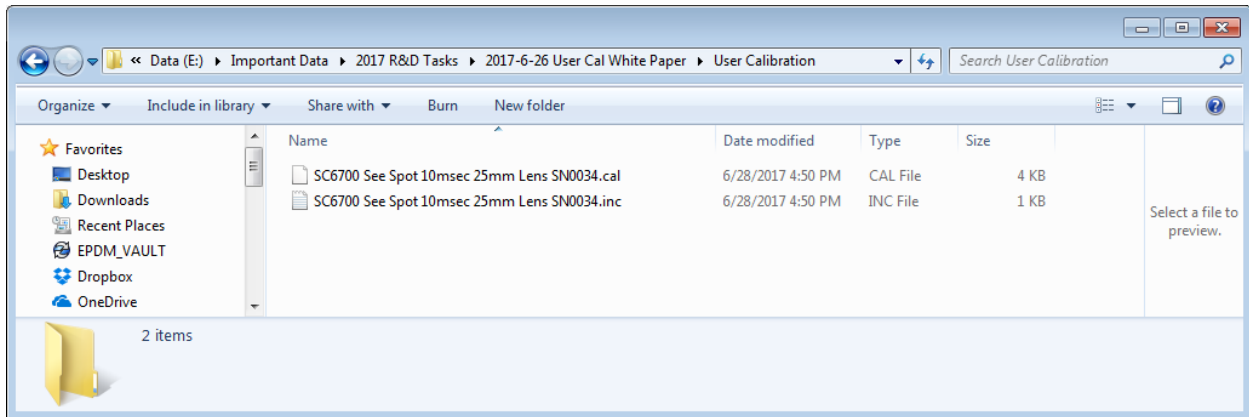 « Data (E:) ▸ Important Data ▸ 2017 R&D Tasks ▸ 2017-6-26 User Cal White Paper ▸ User Calibration
Search User Calibration
Organize Include in library Share with Burn New folder
Favorites
Desktop
Downloads
Recent Places
EPDM_VAULT
Dropbox
OneDrive
Name Date modified Type Size
SC6700 See Spot 10msec 25mm Lens SN0034.cal 6/28/2017 4:50 PM CAL File 4 KB
SC6700 See Spot 10msec 25mm Lens SN0034.inc 6/28/2017 4:50 PM INC File 1 KB
Select a file to
preview.
2 items